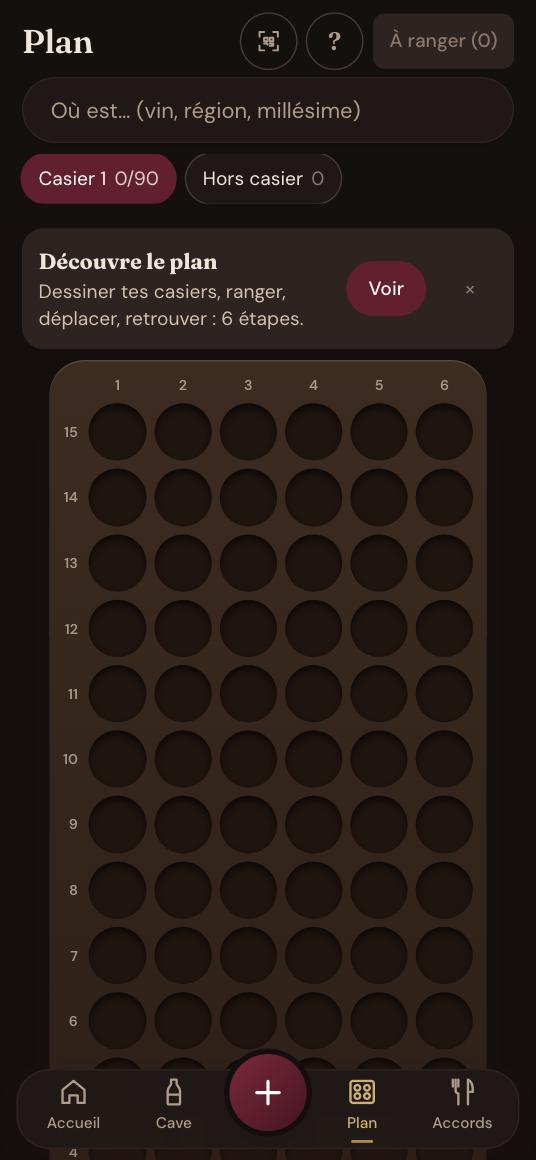 Plan
?
À ranger (0)
Où est... (vin, région, millésime)
Casier 1 0/90
Hors casier 0
Découvre le plan
Dessiner tes casiers, ranger,
déplacer, retrouver : 6 étapes.
Voir
×
1 2 3 4 5 6
15
14
13
12
11
10
9
8
7
6
4
+
Accueil
Cave
Plan
Accords